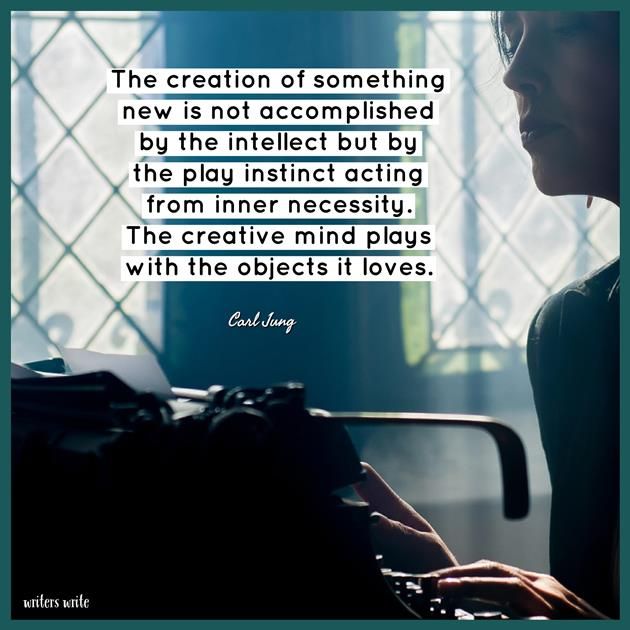 The creation of something
new is not accomplished
by the intellect but by
the play instinct acting
from inner necessity.
The creative mind plays
with the objects it loves.
Carl Jung
writers write